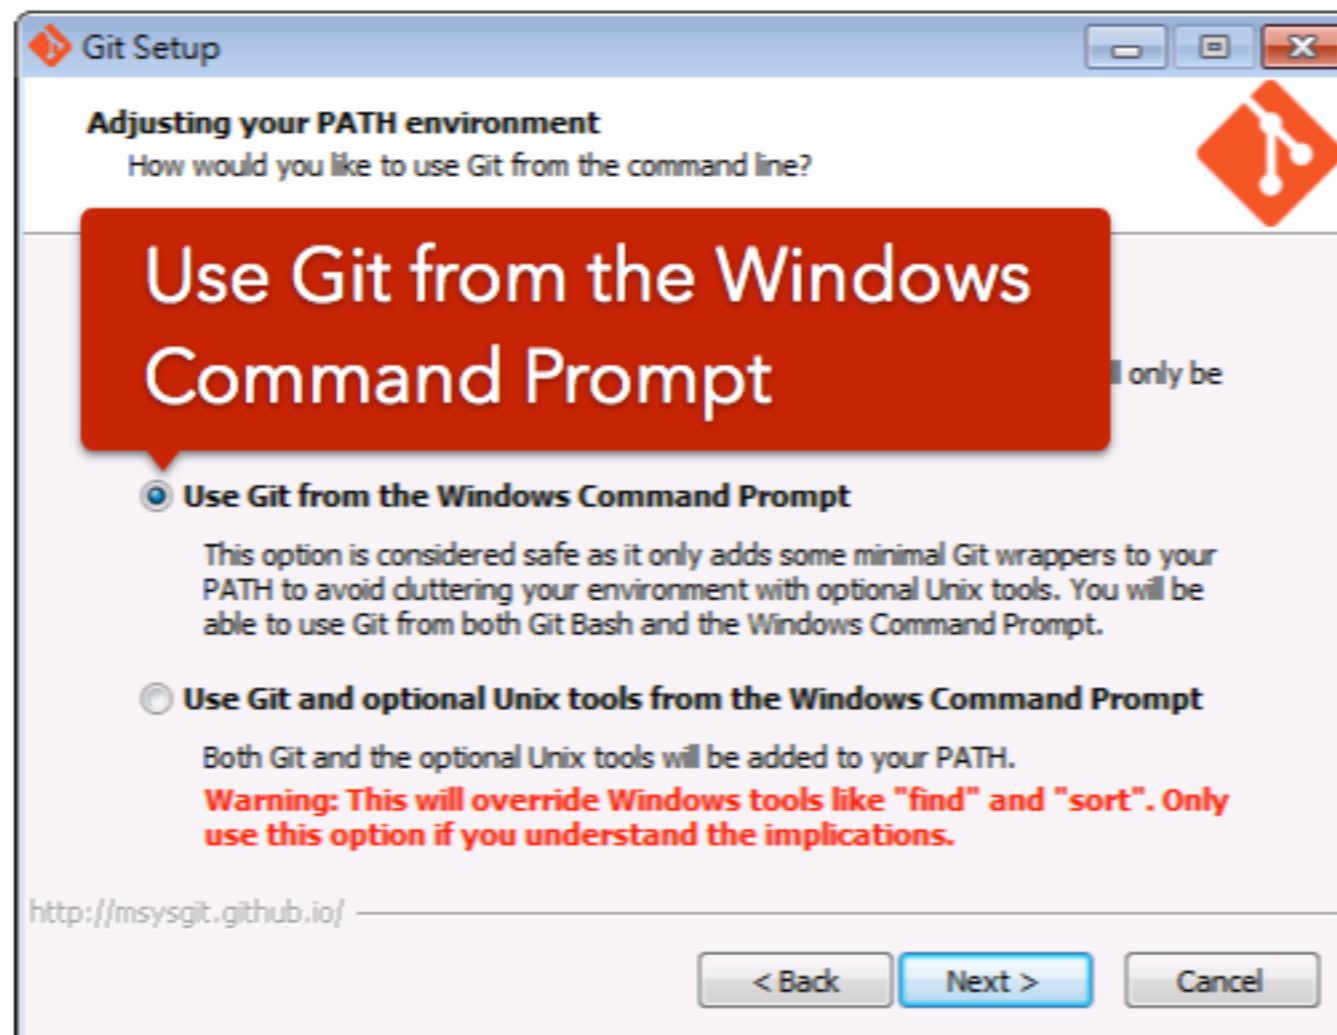 Git Setup
Adjusting your PATH environment
How would you like to use Git from the command line?
Use Git from the Windows
Command Prompt
only be
Use Git from the Windows Command Prompt
This option is considered safe as it only adds some minimal Git wrappers to your
PATH to avoid cluttering your environment with optional Unix tools. You will be
able to use Git from both Git Bash and the Windows Command Prompt.
Use Git and optional Unix tools from the Windows Command Prompt
Both Git and the optional Unix tools will be added to your PATH.
Warning: This will override Windows tools like "find" and "sort". Only
use this option if you understand the implications.
http://msysgit.github.io/
< Back
Next >
Cancel